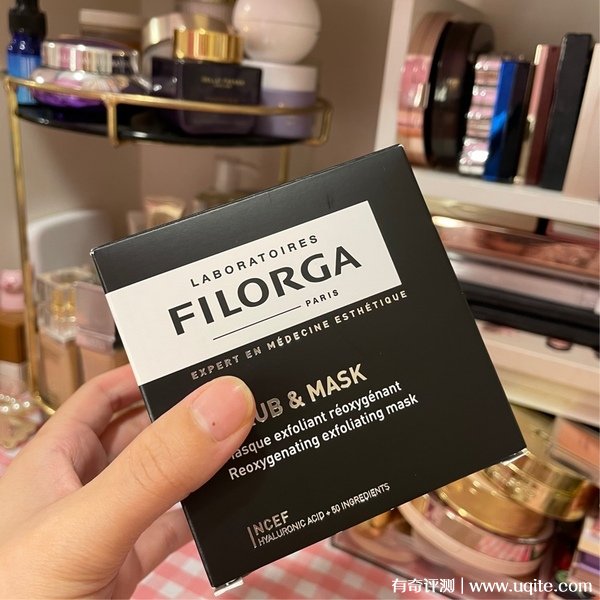 LABORATOIRES
FILORGA
PARIS
EXPERT EN MÉDECINE ESTHÉTIQUE
UB & MASK
Masque exfoliant réoxygénant
Reoxygenating exfoliating mask
NCEF
HYALURONIC ACID + 50 INGREDIENTS
有奇评测 | www.uqite.com